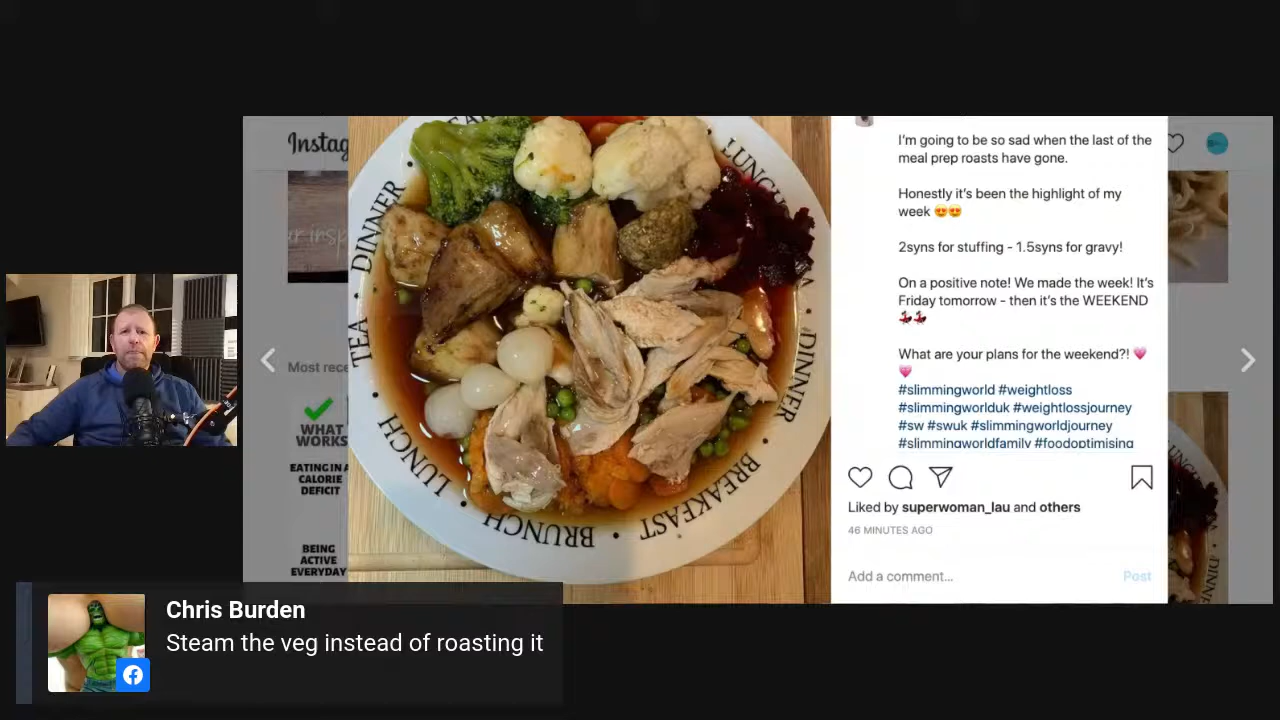 Instag
ur insp
Most rece
WHAT
WORKS
EATING IN A
CALORIE
DEFICIT
BEING
ACTIVE
EVERYDAY
DINNER
TEA
LUNCH
BRUNCH
BREAKFAST
DINNER
LUNCH
I'm going to be so sad when the last of the
meal prep roasts have gone.
Honestly it's been the highlight of my
week 😍😍
2syns for stuffing - 1.5syns for gravy!
On a positive note! We made the week! It's
Friday tomorrow - then it's the WEEKEND
💃💃
What are your plans for the weekend?! 💗
💗
#slimmingworld #weightloss
#slimmingworlduk #weightlossjourney
#sw #swuk #slimmingworldjourney
#slimmingworldfamily #foodoptimising
Liked by superwoman_lau and others
46 MINUTES AGO
Add a comment... Post
Chris Burden
Steam the veg instead of roasting it